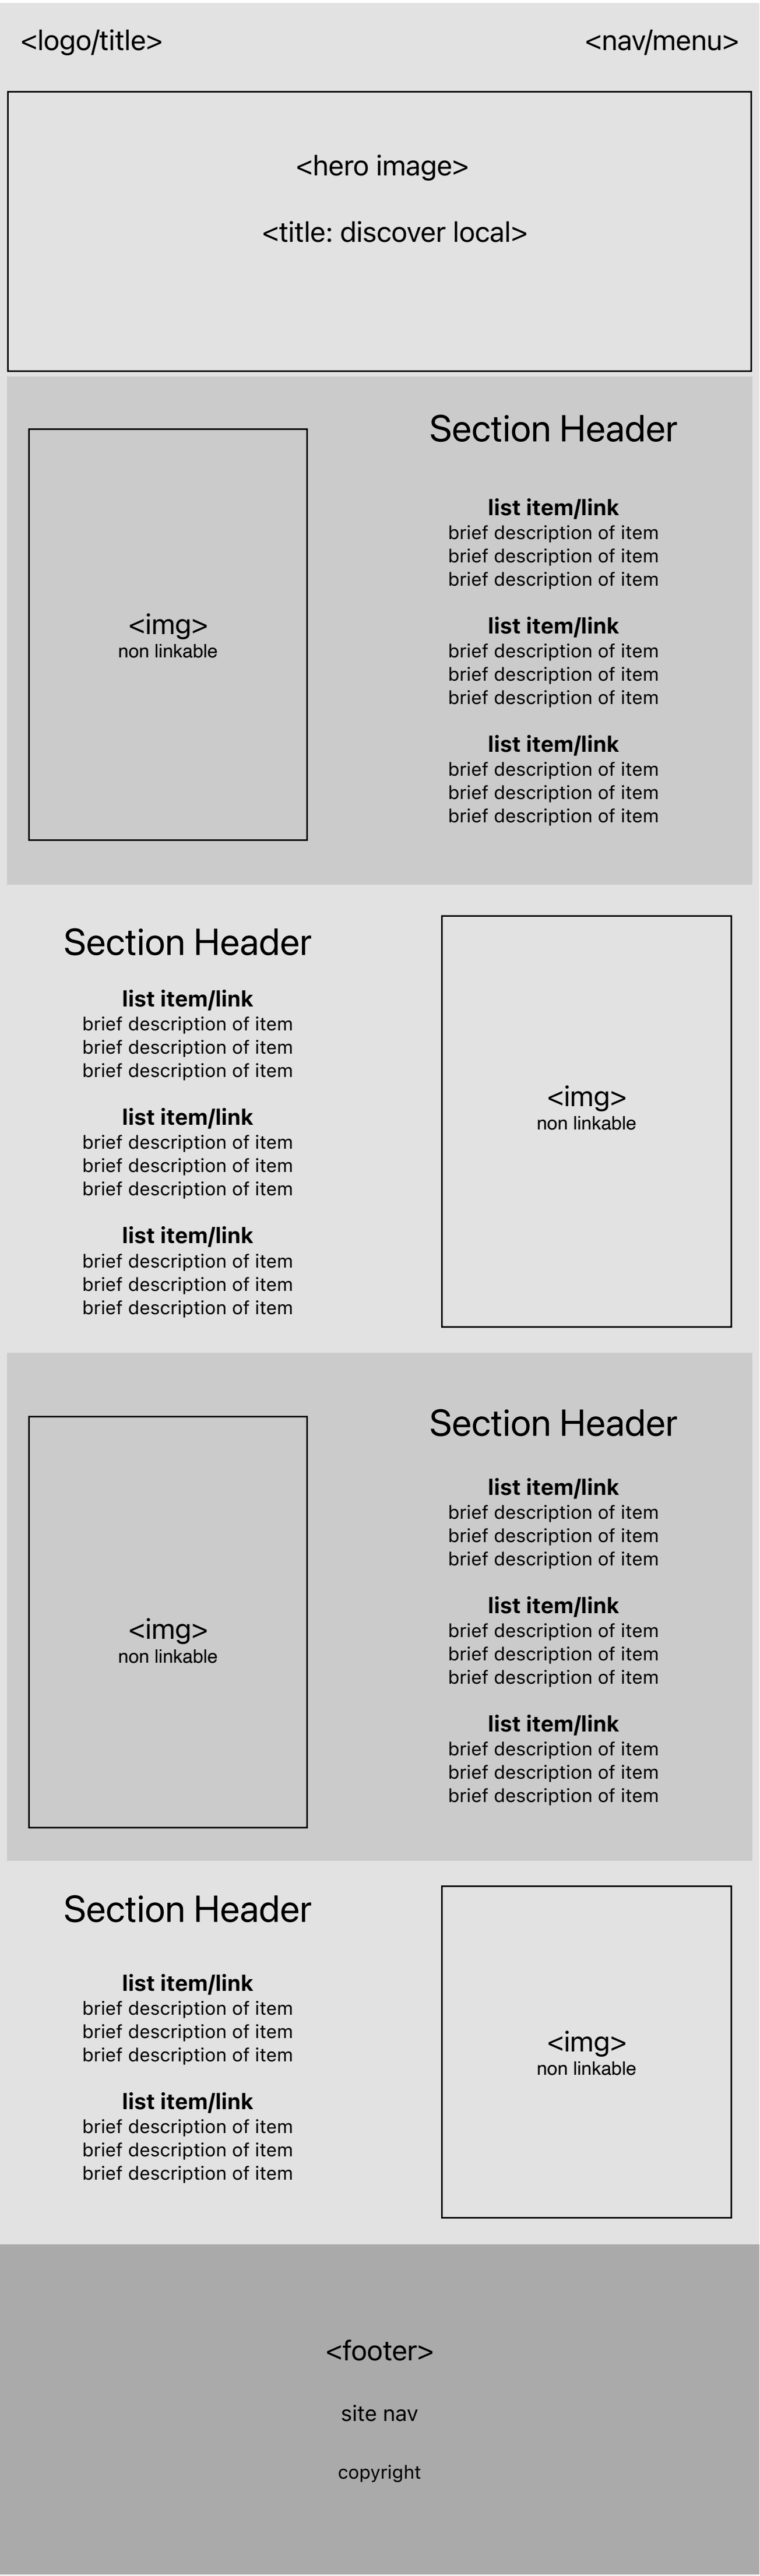 <logo/title>
<nav/menu>
<hero image>
<title: discover local>
Section Header
list item/link
brief description of item
brief description of item
brief description of item
list item/link
brief description of item
brief description of item
brief description of item
list item/link
brief description of item
brief description of item
brief description of item
<img>
non linkable
Section Header
list item/link
brief description of item
brief description of item
brief description of item
list item/link
brief description of item
brief description of item
brief description of item
list item/link
brief description of item
brief description of item
brief description of item
<img>
non linkable
Section Header
list item/link
brief description of item
brief description of item
brief description of item
list item/link
brief description of item
brief description of item
brief description of item
list item/link
brief description of item
brief description of item
brief description of item
<img>
non linkable
Section Header
list item/link
brief description of item
brief description of item
brief description of item
list item/link
brief description of item
brief description of item
brief description of item
<img>
non linkable
<footer>
site nav
copyright